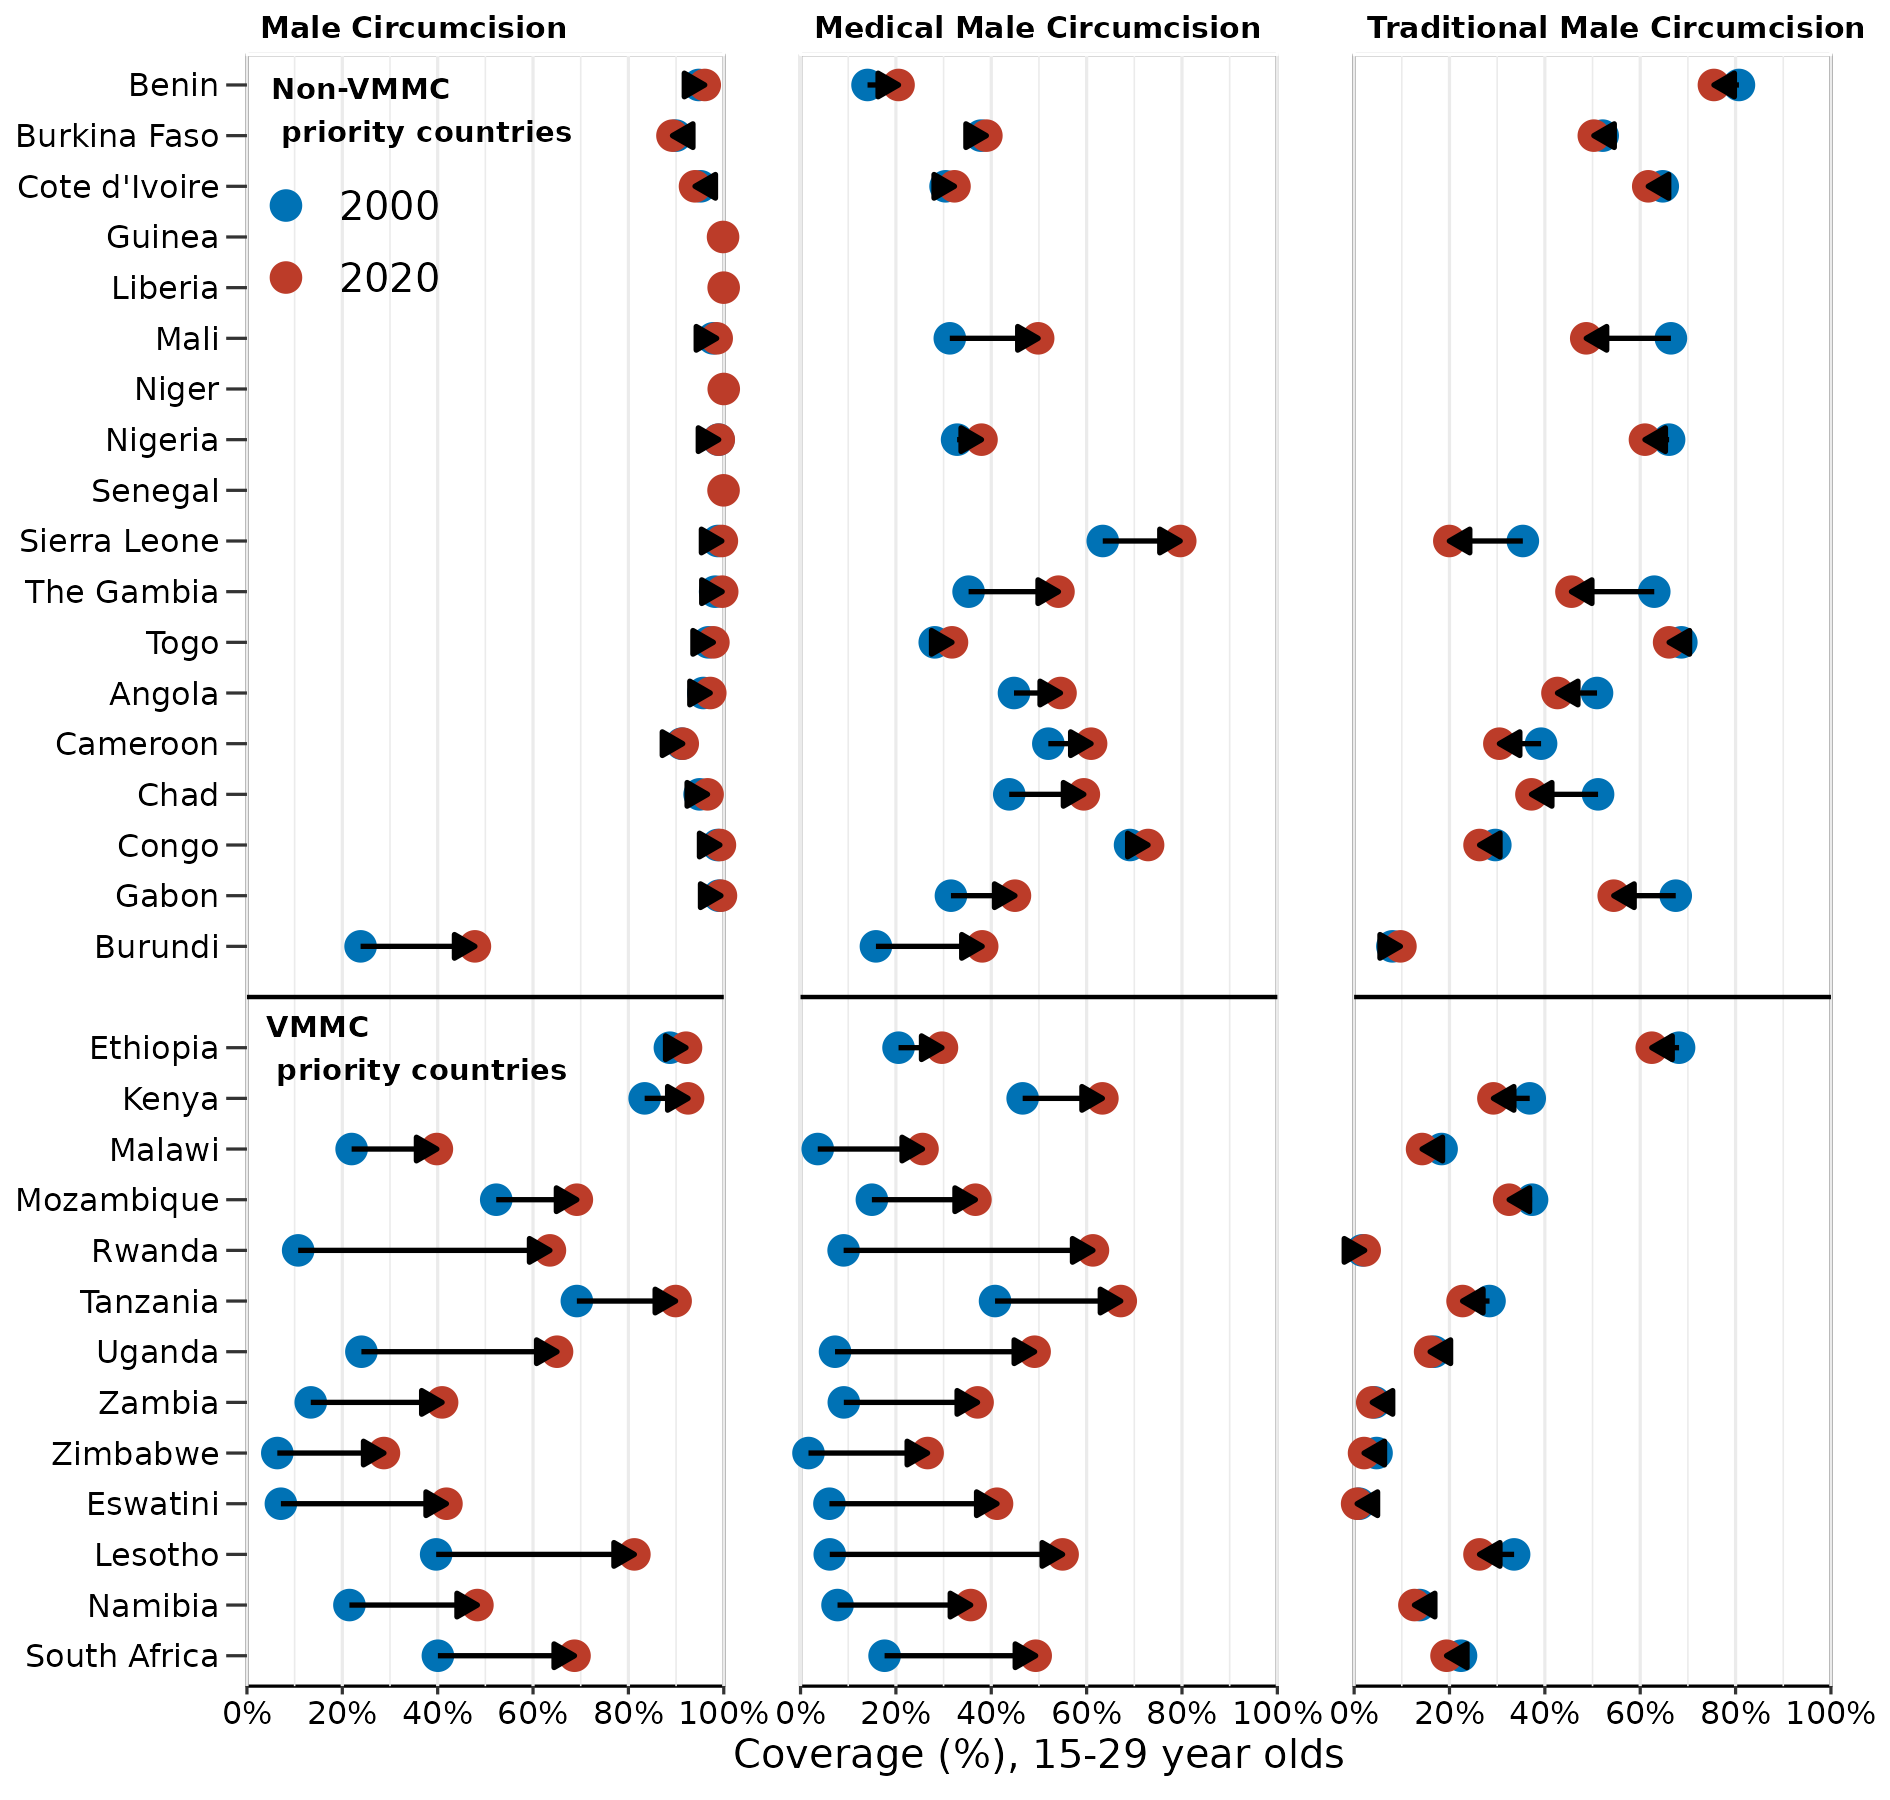 Male Circumcision
Medical Male Circumcision
Traditional Male Circumcision
Non-VMMC
priority countries
2000
2020
Benin
Burkina Faso
Cote d'Ivoire
Guinea
Liberia
Mali
Niger
Nigeria
Senegal
Sierra Leone
The Gambia
Togo
Angola
Cameroon
Chad
Congo
Gabon
Burundi
VMMC
priority countries
Ethiopia
Kenya
Malawi
Mozambique
Rwanda
Tanzania
Uganda
Zambia
Zimbabwe
Eswatini
Lesotho
Namibia
South Africa
0% 20% 40% 60% 80% 100%
0% 20% 40% 60% 80% 100%
0% 20% 40% 60% 80% 100%
Coverage (%), 15-29 year olds